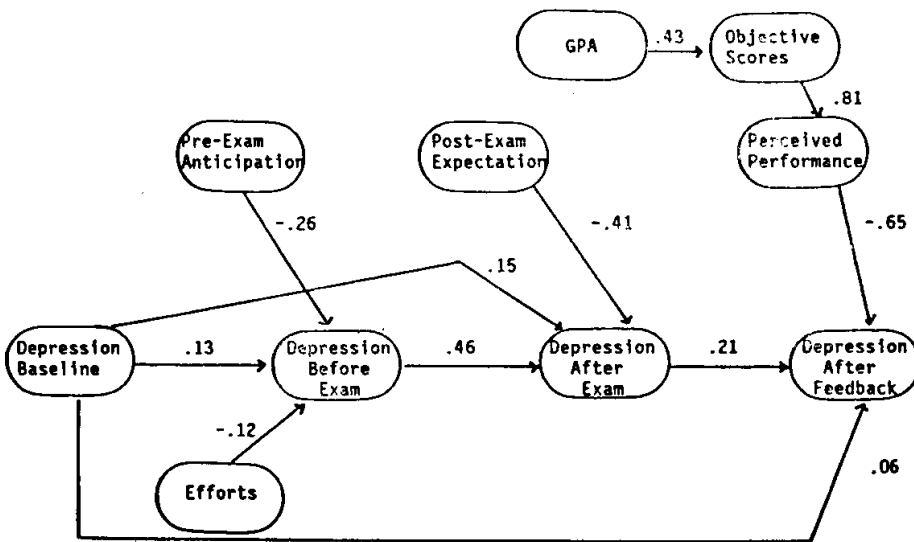 GPA
.43
Objective
Scores
.81
Pre-Exam
Anticipation
Post-Exam
Expectation
Perceived
Performance
-.26
-.41
-.65
.15
Depression
Baseline
.13
Depression
Before
Exam
.46
Depression
After
Exam
.21
Depression
After
Feedback
-.12
Efforts
.06